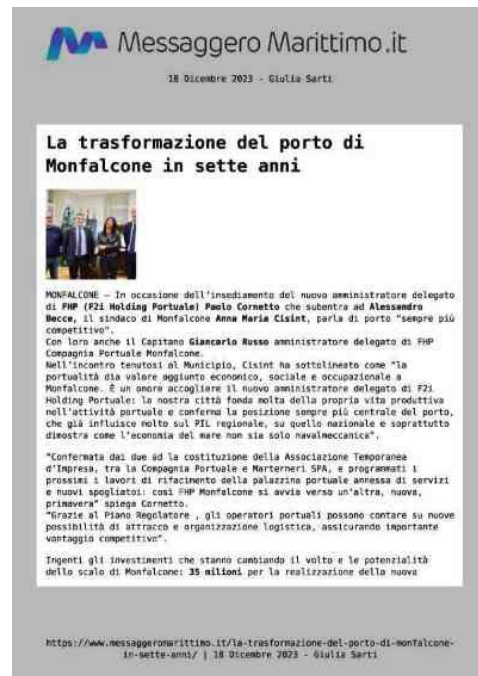 Messaggero Marittimo.it
18 Dicembre 2023 - Giulia Sarti
La trasformazione del porto di
Monfalcone in sette anni
MONFALCONE – In occasione dell'insediamento del nuovo amministratore delegato
di FHP (F2i Holding Portuale) Paolo Cornetto che subentra ad Alessandro
Becce, il sindaco di Monfalcone Anna Maria Cisint, parla di porto "sempre più
competitivo".
Con loro anche il Capitano Giancarlo Russo amministratore delegato di FHP
Compagnia Portuale Monfalcone.
Nell'incontro tenutosi al Municipio, Cisint ha sottolineato come "la
portualità dia valore aggiunto economico, sociale e occupazionale a
Monfalcone. È un onore accogliere il nuovo amministratore delegato di F2i
Holding Portuale: la nostra città fonda molta della propria vita produttiva
nell'attività portuale e conferma la posizione sempre più centrale del porto,
che già influisce molto sul PIL regionale, su quello nazionale e soprattutto
dimostra come l'economia del mare non sia solo navalmeccanica".
"Confermata dai due ad la costituzione della Associazione Temporanea
d'Impresa, tra la Compagnia Portuale e Marterneri SPA, e programmati i
prossimi i lavori di rifacimento della palazzina portuale annessa di servizi
e nuovi spogliatoi: così FHP Monfalcone si avvia verso un'altra, nuova,
primavera" spiega Cornetto.
"Grazie al Piano Regolatore , gli operatori portuali possono contare su nuove
possibilità di attracco e organizzazione logistica, assicurando importante
vantaggio competitivo".
Ingenti gli investimenti che stanno cambiando il volto e le potenzialità
dello scalo di Monfalcone: 35 milioni per la realizzazione della nuova
https://www.messaggeromarittimo.it/la-trasformazione-del-porto-di-monfalcone-
in-sette-anni/ | 18 Dicembre 2023 - Giulia Sarti